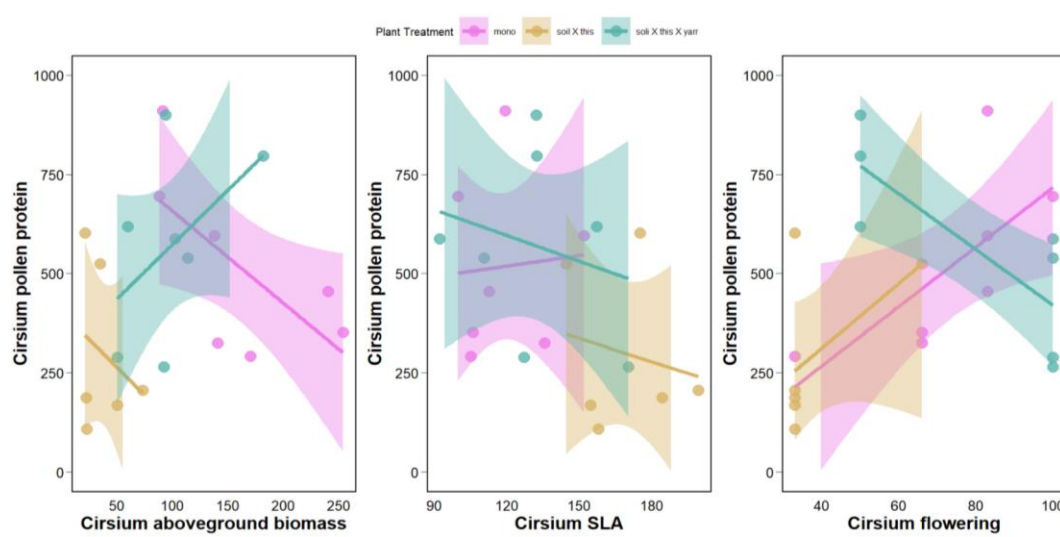 Plant Treatment mono soil X this soli X this X yarr
Cirsium pollen protein
1000
750
500
250
0
50 100 150 200 250
Cirsium aboveground biomass
Cirsium pollen protein
1000
750
500
250
0
90 120 150 180
Cirsium SLA
Cirsium pollen protein
1000
750
500
250
0
40 60 80 100
Cirsium flowering